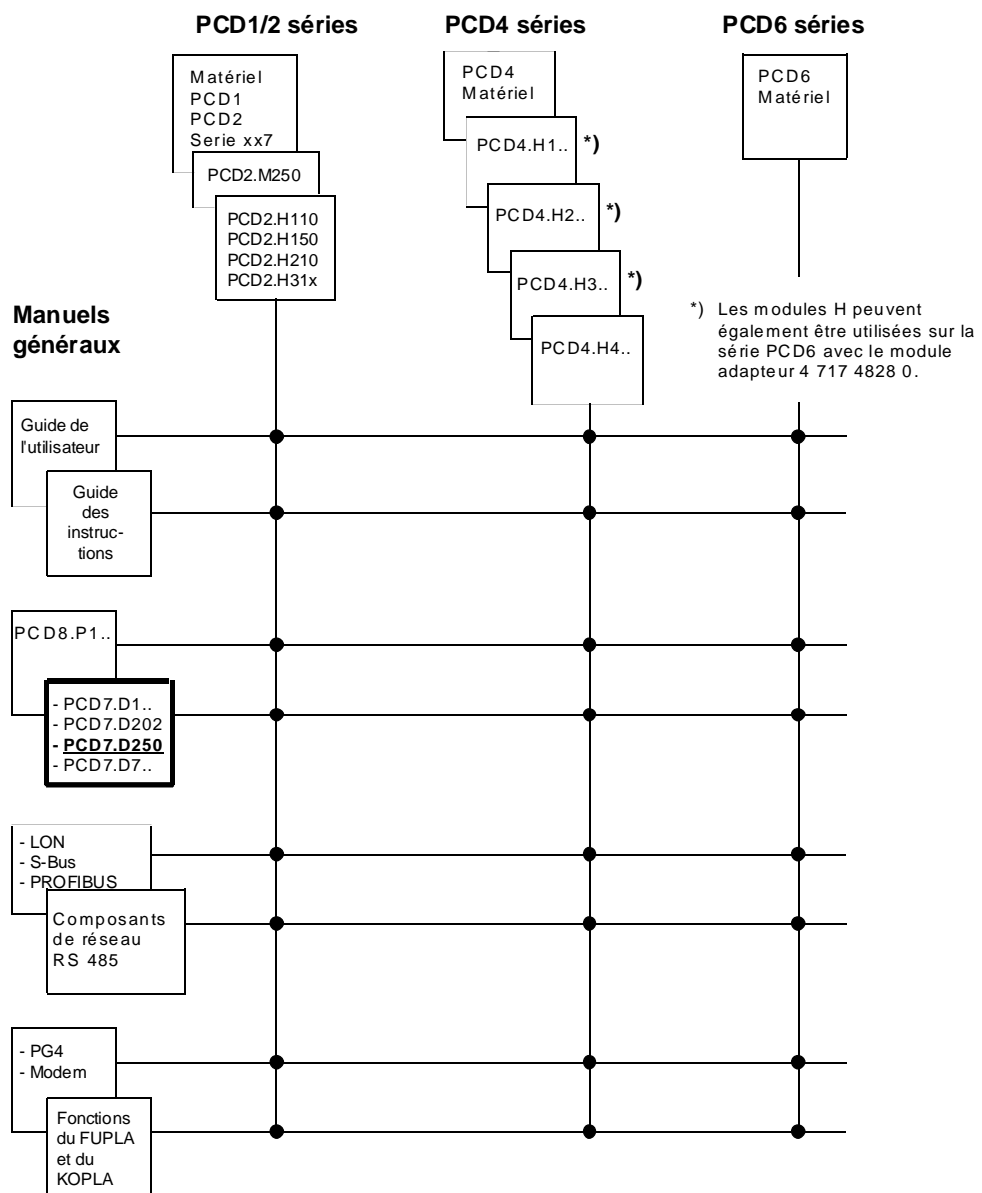 PCD1/2 séries
PCD4 séries
PCD6 séries
Matériel
PCD1
PCD2
Serie xx7
PCD2.M250
PCD2.H110
PCD2.H150
PCD2.H210
PCD2.H31x
PCD4
Matériel
PCD4.H1.. *)
PCD4.H2.. *)
PCD4.H3.. *)
PCD4.H4..
PCD6
Matériel
*) Les modules H peuvent
également être utilisées sur la
série PCD6 avec le module
adapteur 4 717 4828 0.
Manuels
généraux
Guide de
l'utilisateur
Guide
des
instruc-
tions
PCD8.P1..
- PCD7.D1..
- PCD7.D202
- PCD7.D250
- PCD7.D7..
- LON
- S-Bus
- PROFIBUS
Composants
de réseau
RS 485
- PG4
- Modem
Fonctions
du FUPLA
et du
KOPLA